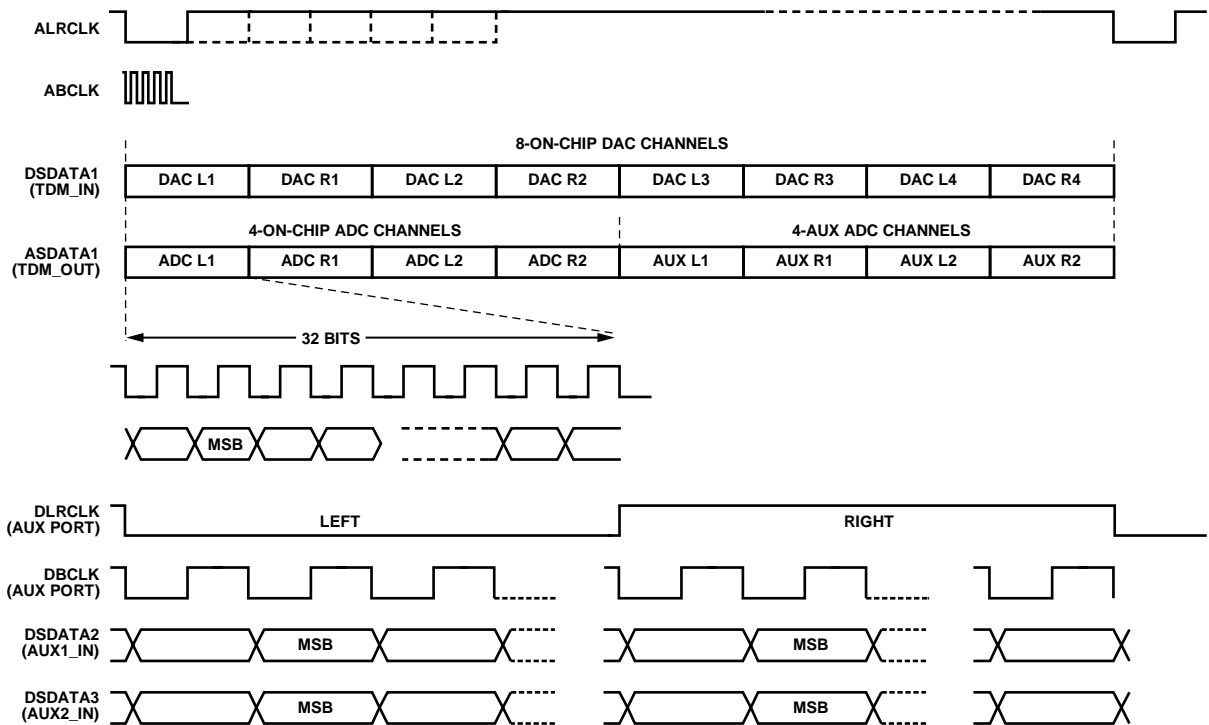 ALRCLK
ABCLK
8-ON-CHIP DAC CHANNELS
DSDATA1
(TDM_IN)
DAC L1 DAC R1 DAC L2 DAC R2 DAC L3 DAC R3 DAC L4 DAC R4
4-ON-CHIP ADC CHANNELS 4-AUX ADC CHANNELS
ASDATA1
(TDM_OUT)
ADC L1 ADC R1 ADC L2 ADC R2 AUX L1 AUX R1 AUX L2 AUX R2
32 BITS
MSB
DLRCLK
(AUX PORT)
LEFT RIGHT
DBCLK
(AUX PORT)
DSDATA2
(AUX1_IN)
MSB MSB
DSDATA3
(AUX2_IN)
MSB MSB